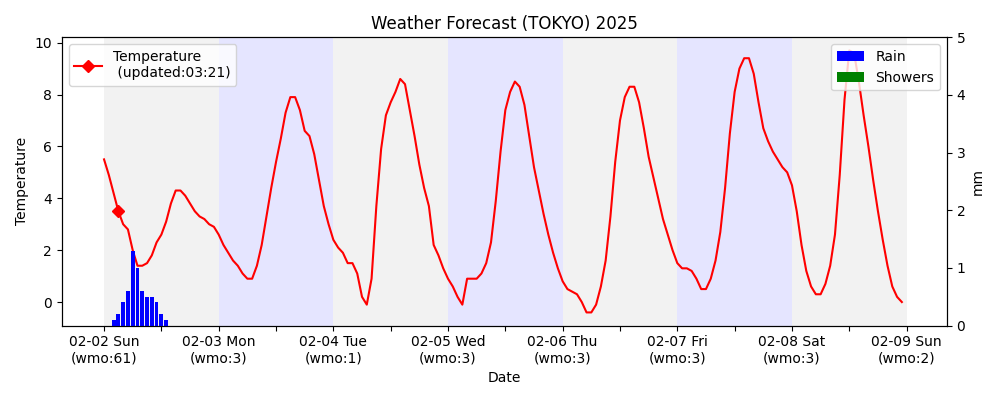 Weather Forecast (TOKYO) 2025
Temperature
(updated:03:21)
Rain
Showers
10
8
6
4
2
0
Temperature
5
4
3
2
1
0
mm
02-02 Sun
(wmo:61)
02-03 Mon
(wmo:3)
02-04 Tue
(wmo:1)
02-05 Wed
(wmo:3)
02-06 Thu
(wmo:3)
02-07 Fri
(wmo:3)
02-08 Sat
(wmo:3)
02-09 Sun
(wmo:2)
Date